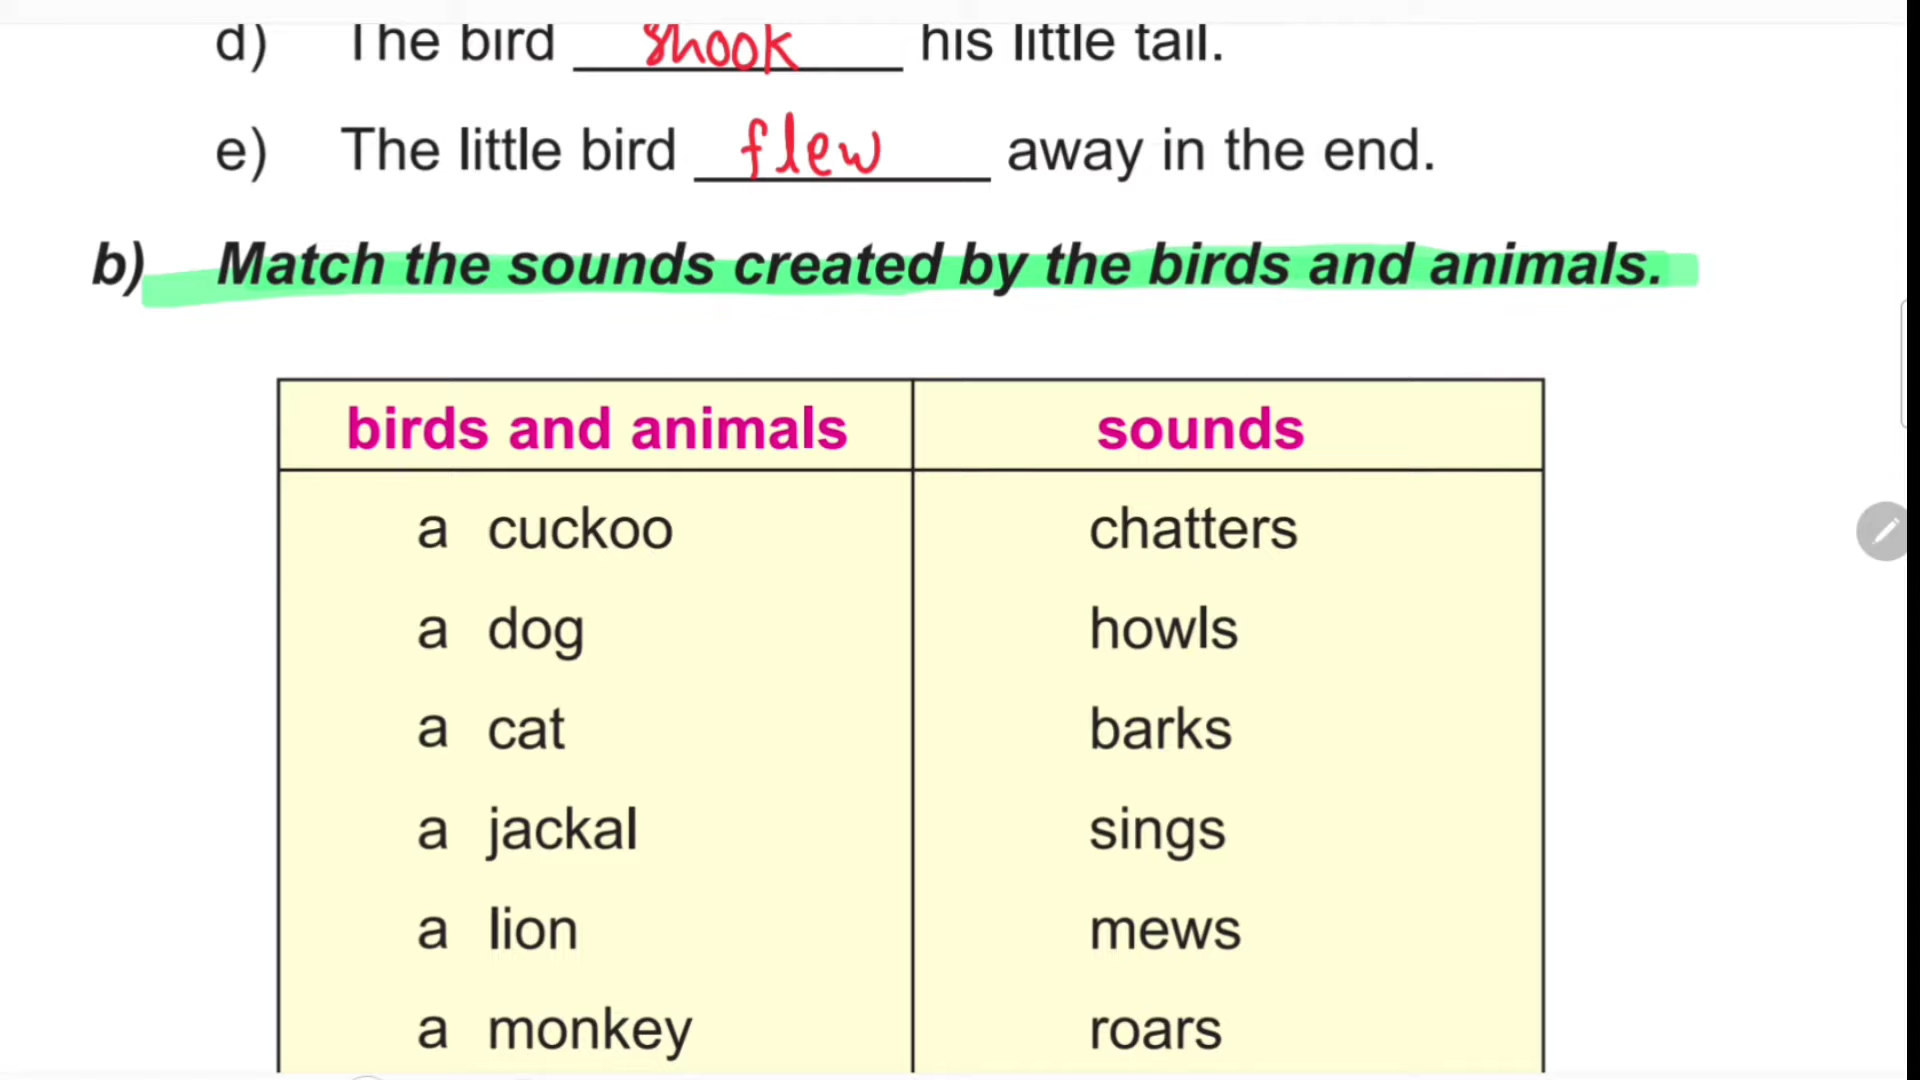 d) The bird shook his little tail.
e) The little bird flew away in the end.
b) Match the sounds created by the birds and animals.
birds and animals sounds
a cuckoo chatters
a dog howls
a cat barks
a jackal sings
a lion mews
a monkey roars